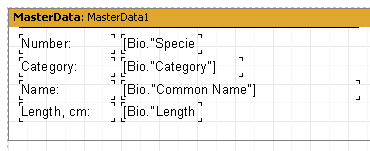 MasterData: MasterData1
Number: [Bio."Specie
Category: [Bio."Category"]
Name: [Bio."Common Name"]
Length, cm: [Bio."Length